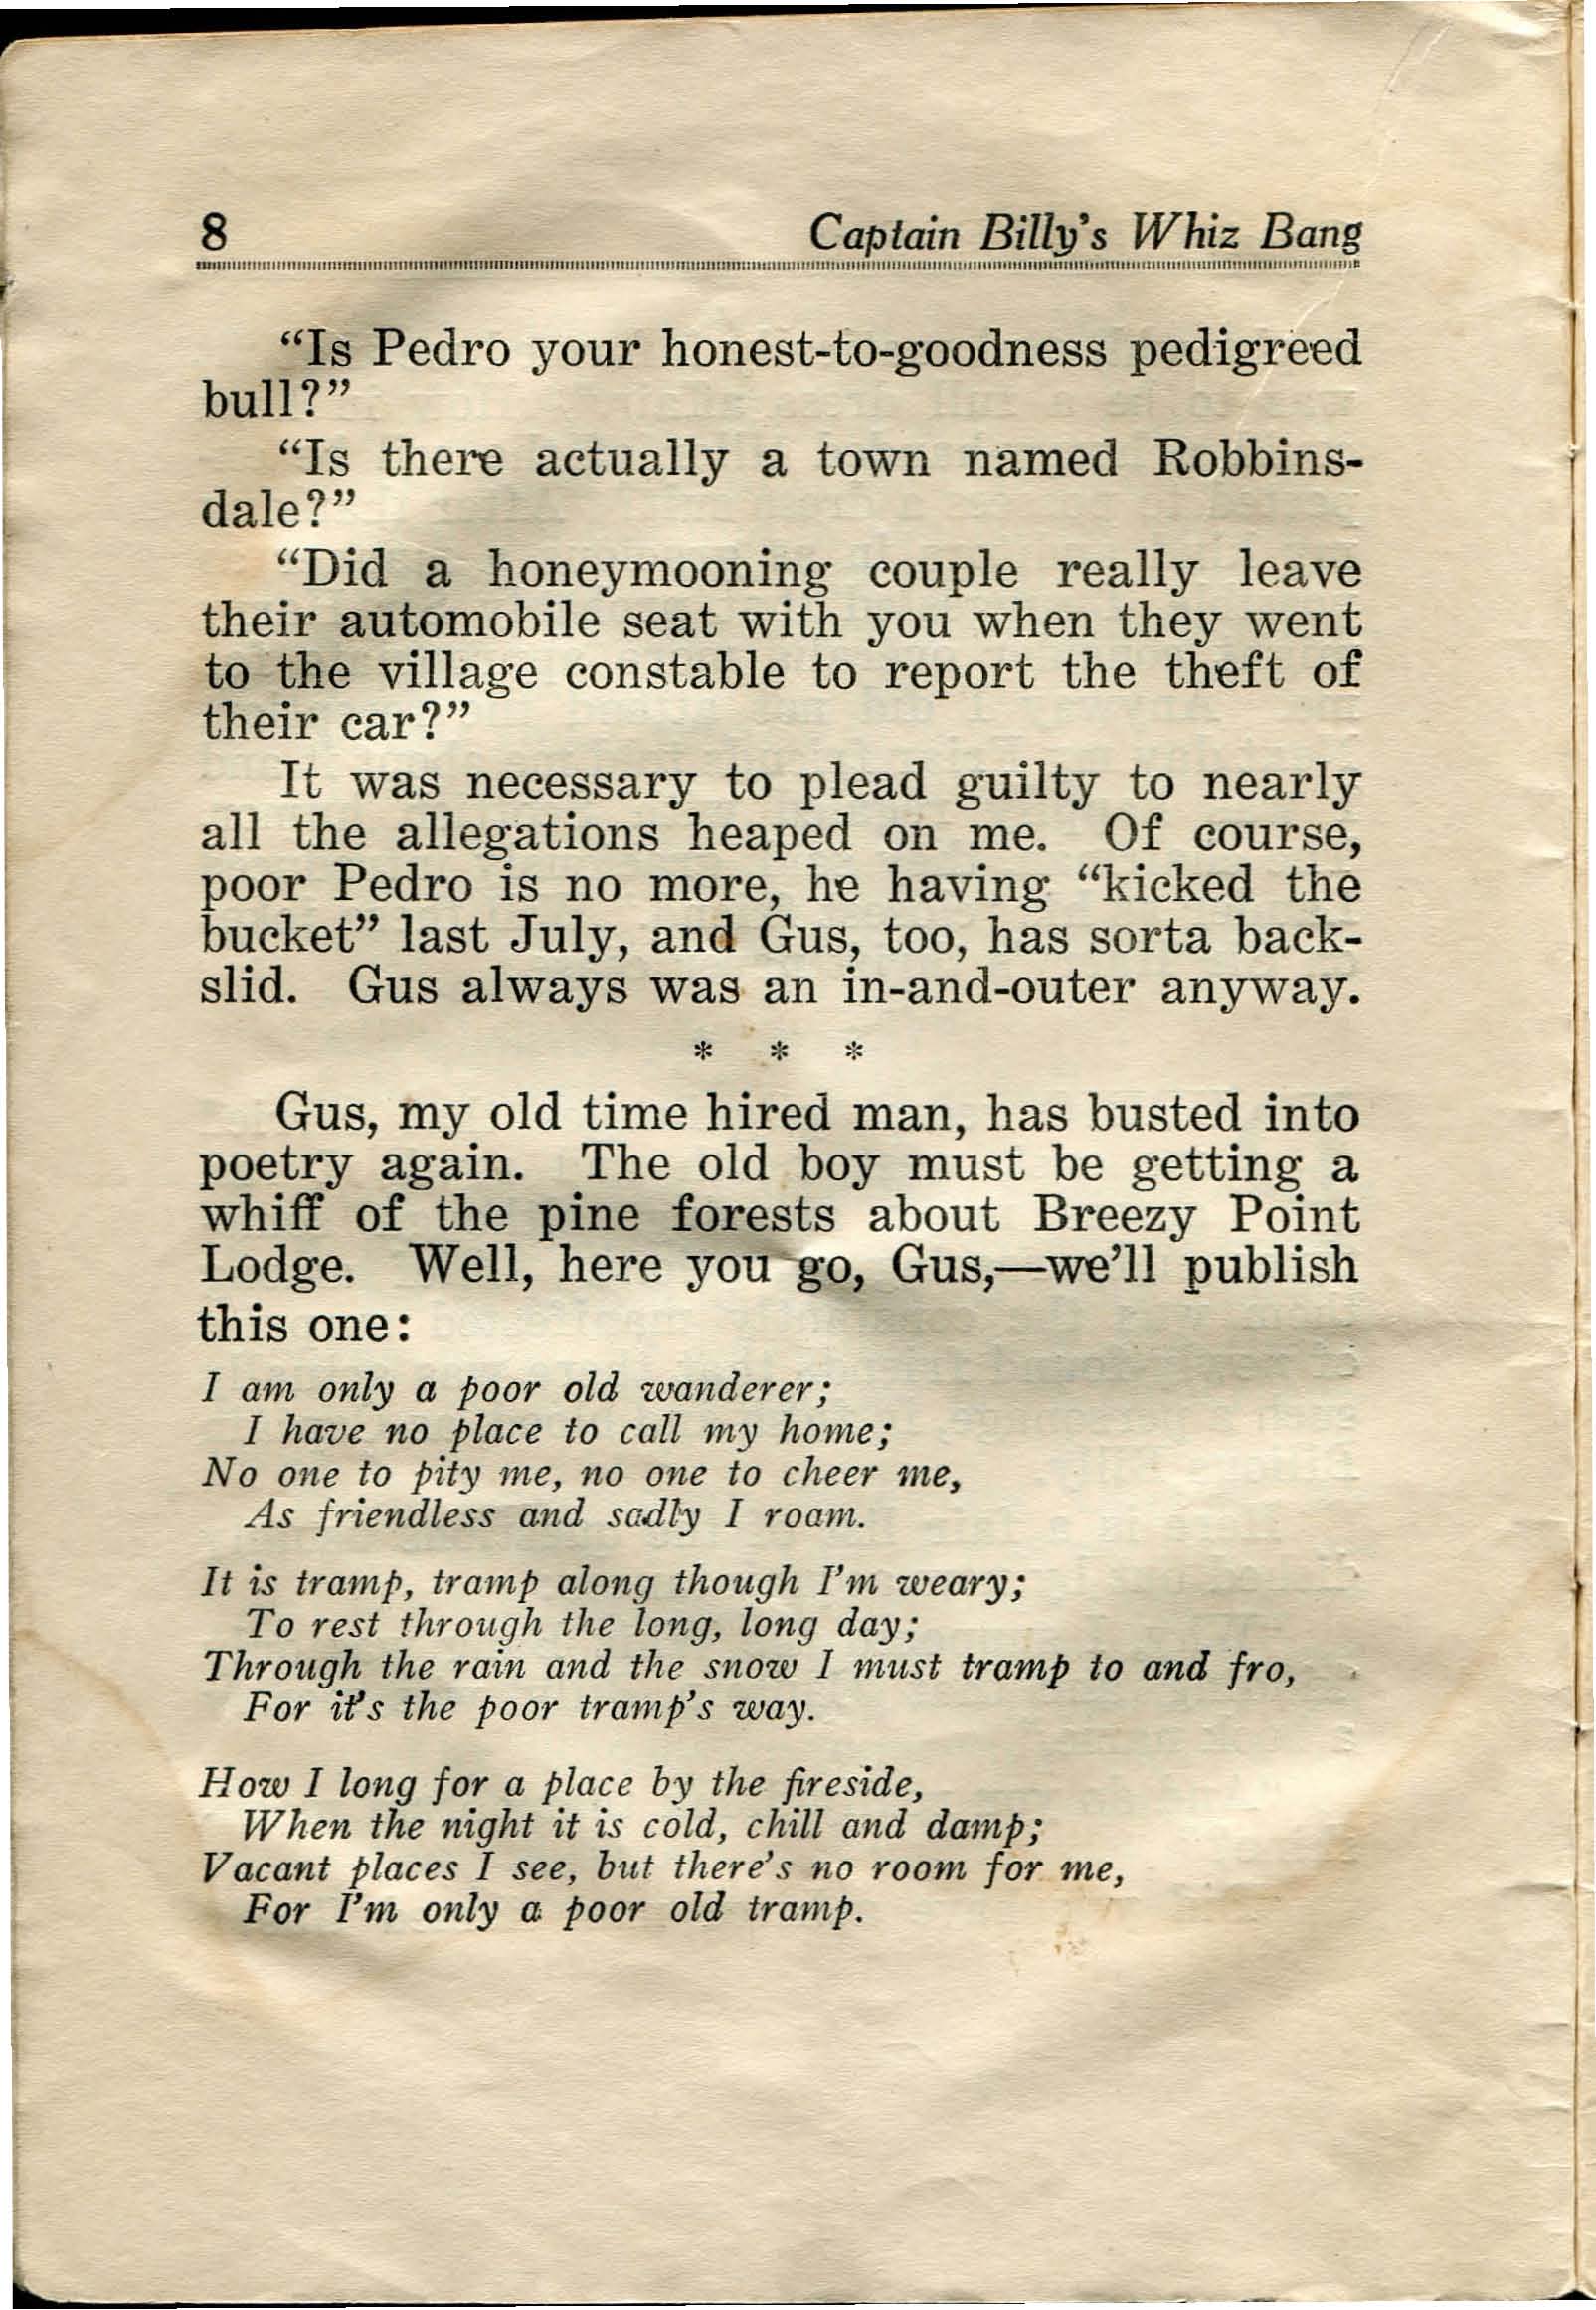 8 Captain Billy's Whiz Bang
“Is Pedro your honest-to-goodness pedigreed
bull?”
“Is there actually a town named Robbins-
dale?”
“Did a honeymooning couple really leave
their automobile seat with you when they went
to the village constable to report the theft of
their car?”
It was necessary to plead guilty to nearly
all the allegations heaped on me. Of course,
poor Pedro is no more, he having “kicked the
bucket” last July, and Gus, too, has sorta back-
slid. Gus always was an in-and-outer anyway.
* * *
Gus, my old time hired man, has busted into
poetry again. The old boy must be getting a
whiff of the pine forests about Breezy Point
Lodge. Well, here you go, Gus,—we'll publish
this one:
I am only a poor old wanderer;
I have no place to call my home;
No one to pity me, no one to cheer me,
As friendless and sadly I roam.
It is tramp, tramp along though I'm weary;
To rest through the long, long day;
Through the rain and the snow I must tramp to and fro,
For it's the poor tramp's way.
How I long for a place by the fireside,
When the night it is cold, chill and damp;
Vacant places I see, but there's no room for me,
For I'm only a poor old tramp.